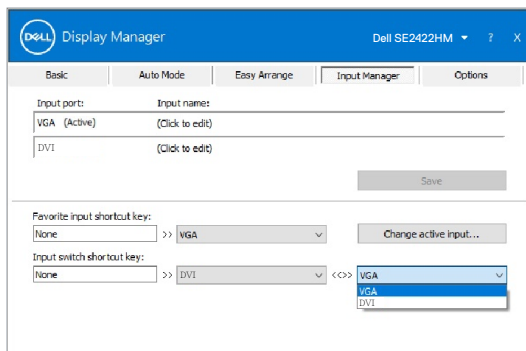 DELL Display Manager Dell SE2422HM ? X
Basic Auto Mode Easy Arrange Input Manager Options
Input port: Input name:
VGA (Active) (Click to edit)
DVI (Click to edit)
Save
Favorite input shortcut key:
None >> VGA Change active input...
Input switch shortcut key:
None >> DVI <<>> VGA
VGA
DVI